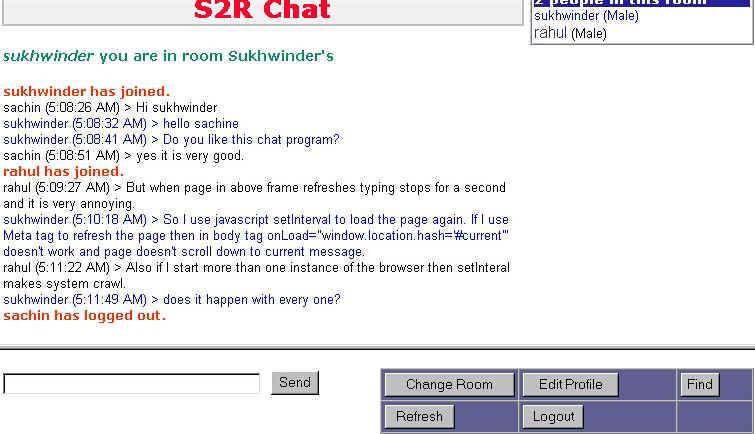 S2R Chat
2 people in this room
sukhwinder (Male)
rahul (Male)
sukhwinder you are in room Sukhwinder's
sukhwinder has joined.
sachin (5:08:26 AM) > Hi sukhwinder
sukhwinder (5:08:32 AM) > hello sachine
sukhwinder (5:08:41 AM) > Do you like this chat program?
sachin (5:08:51 AM) > yes it is very good.
rahul has joined.
rahul (5:09:27 AM) > But when page in above frame refreshes typing stops for a second
and it is very annoying.
sukhwinder (5:10:18 AM) > So I use javascript setInterval to load the page again. If I use
Meta tag to refresh the page then in body tag onLoad="window.location.hash='#current'"
doesn't work and page doesn't scroll down to current message.
rahul (5:11:22 AM) > Also if I start more than one instance of the browser then setInteral
makes system crawl.
sukhwinder (5:11:49 AM) > does it happen with every one?
sachin has logged out.
Send
Change Room
Edit Profile
Find
Refresh
Logout